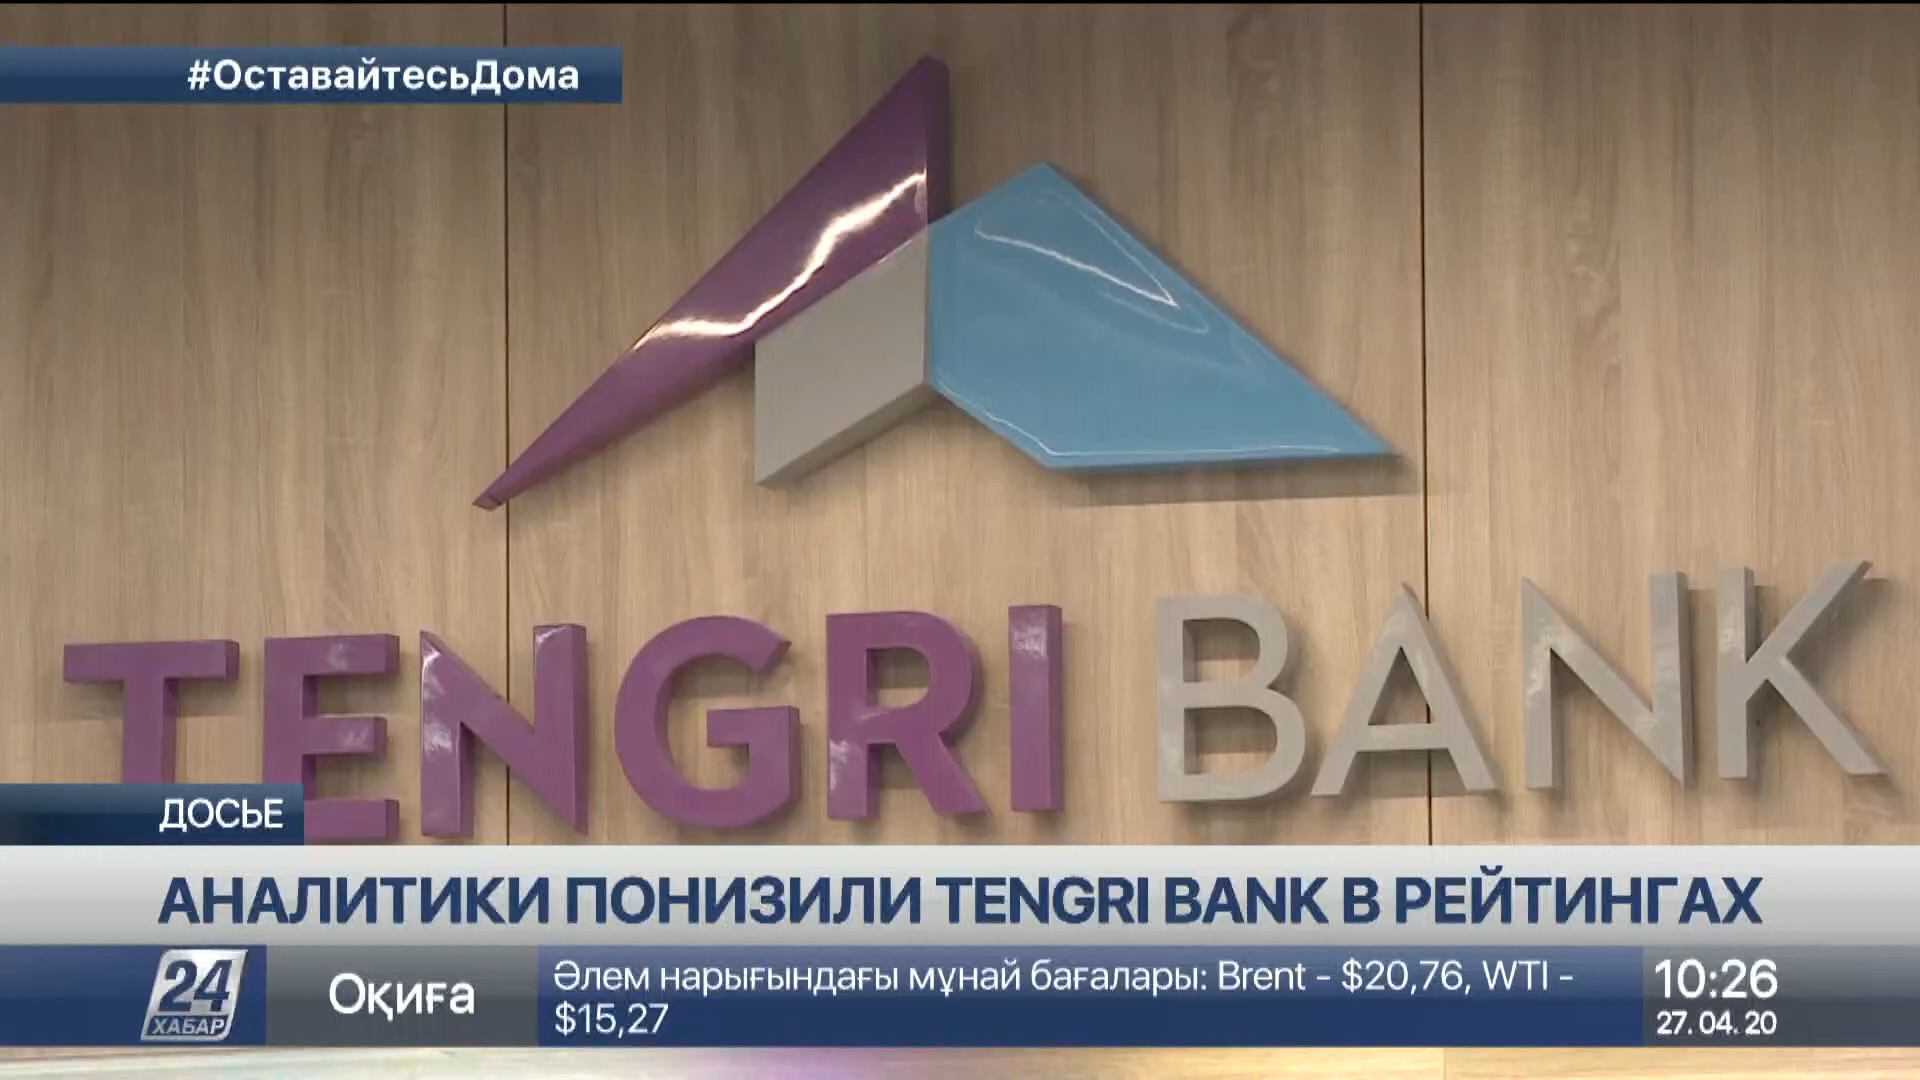 #ОставайтесьДома
TENGRI BANK
ДОСЬЕ
АНАЛИТИКИ ПОНИЗИЛИ TENGRI BANK В РЕЙТИНГАХ
24
ХАБАР
Оқиға
Әлем нарығындағы мұнай бағалары: Brent - $20,76, WTI -
$15,27
10:26
27. 04. 20